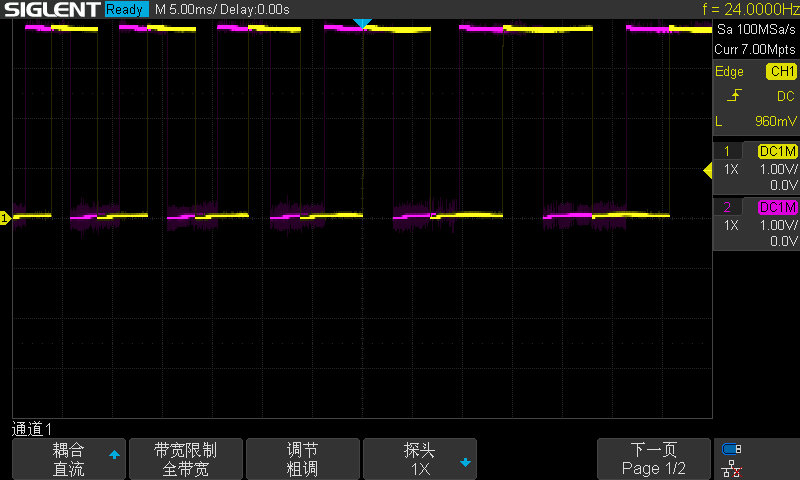 SIGLENT Ready M 5.00ms/ Delay:0.00s f = 24.0000Hz
Sa 100MSa/s
Curr 7.00Mpts
Edge CH1
DC
L 960mV
1 DC1M
1X 1.00V/
0.0V
2 DC1M
1X 1.00V/
0.0V
1
通道1
耦合
直流
带宽限制
全带宽
调节
粗调
探头
1X
下一页
Page 1/2